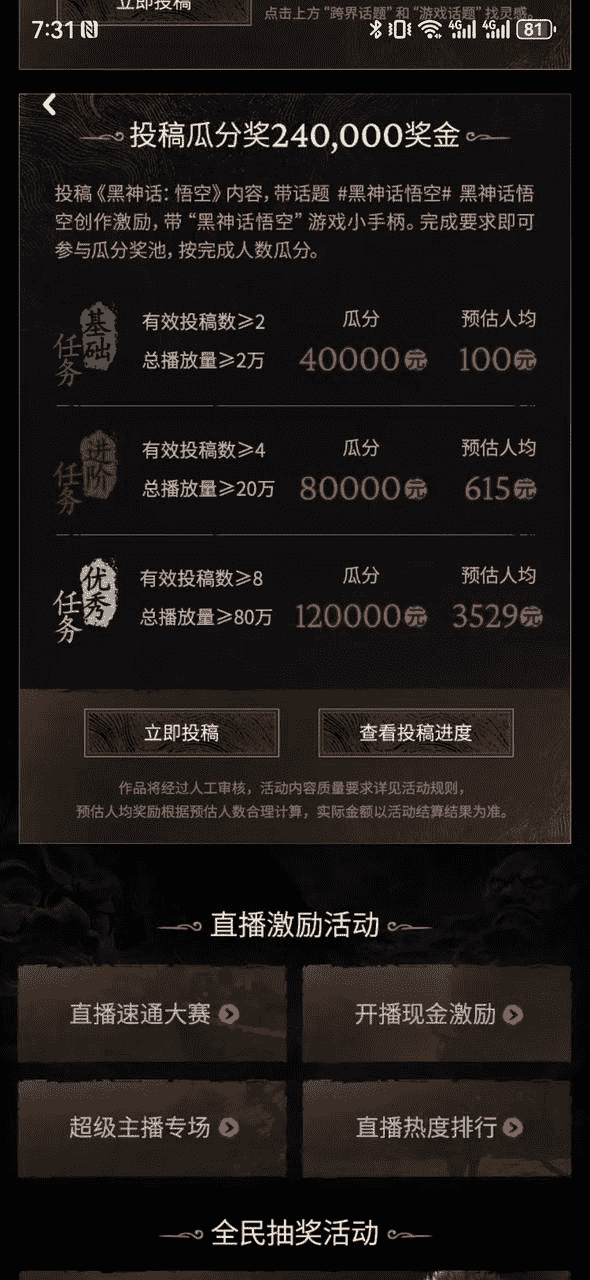 立即投稿
点击上方“跨界话题”和“游戏话题”找灵感
7:31
4G 4G 81
投稿瓜分奖240,000奖金
投稿《黑神话：悟空》内容，带话题 #黑神话悟空# 黑神话悟
空创作激励，带“黑神话悟空”游戏小手柄。完成要求即可
参与瓜分奖池，按完成人数瓜分。
基础
任务
有效投稿数≥2 瓜分 预估人均
总播放量≥2万 40000元 100元
进阶
任务
有效投稿数≥4 瓜分 预估人均
总播放量≥20万 80000元 615元
优秀
任务
有效投稿数≥8 瓜分 预估人均
总播放量≥80万 120000元 3529元
立即投稿 查看投稿进度
作品将经过人工审核，活动内容质量要求详见活动规则，
预估人均奖励根据预估人数合理计算，实际金额以活动结算结果为准。
直播激励活动
直播速通大赛 开播现金激励
超级主播专场 直播热度排行
全民抽奖活动